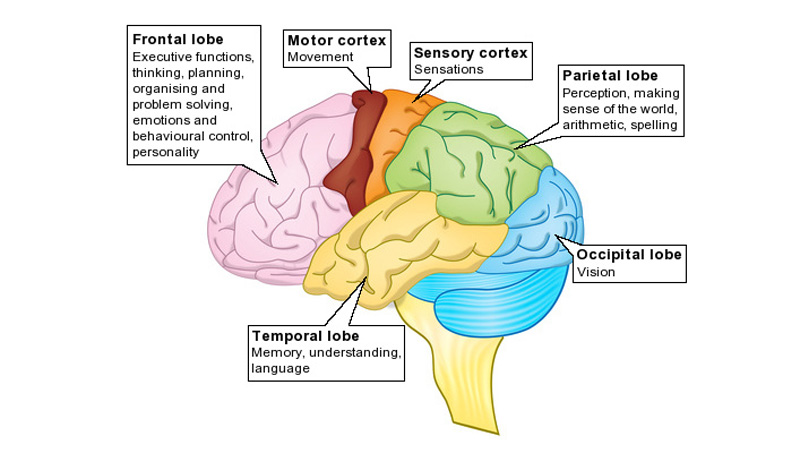 Frontal lobe
Executive functions,
thinking, planning,
organising and
problem solving,
emotions and
behavioural control,
personality
Motor cortex
Movement
Sensory cortex
Sensations
Parietal lobe
Perception, making
sense of the world,
arithmetic, spelling
Occipital lobe
Vision
Temporal lobe
Memory, understanding,
language